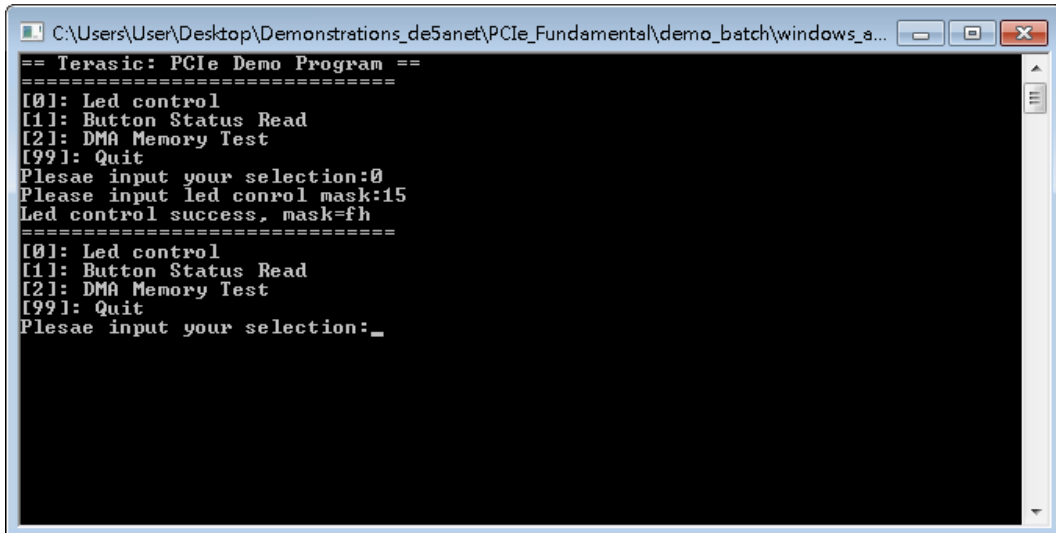 C:\Users\User\Desktop\Demonstrations_de5anet\PCIe_Fundamental\demo_batch\windows_a...
== Terasic: PCIe Demo Program ==
==============================
[0]: Led control
[1]: Button Status Read
[2]: DMA Memory Test
[99]: Quit
Plesae input your selection:0
Please input led conrol mask:15
Led control success, mask=fh
==============================
[0]: Led control
[1]: Button Status Read
[2]: DMA Memory Test
[99]: Quit
Plesae input your selection:_